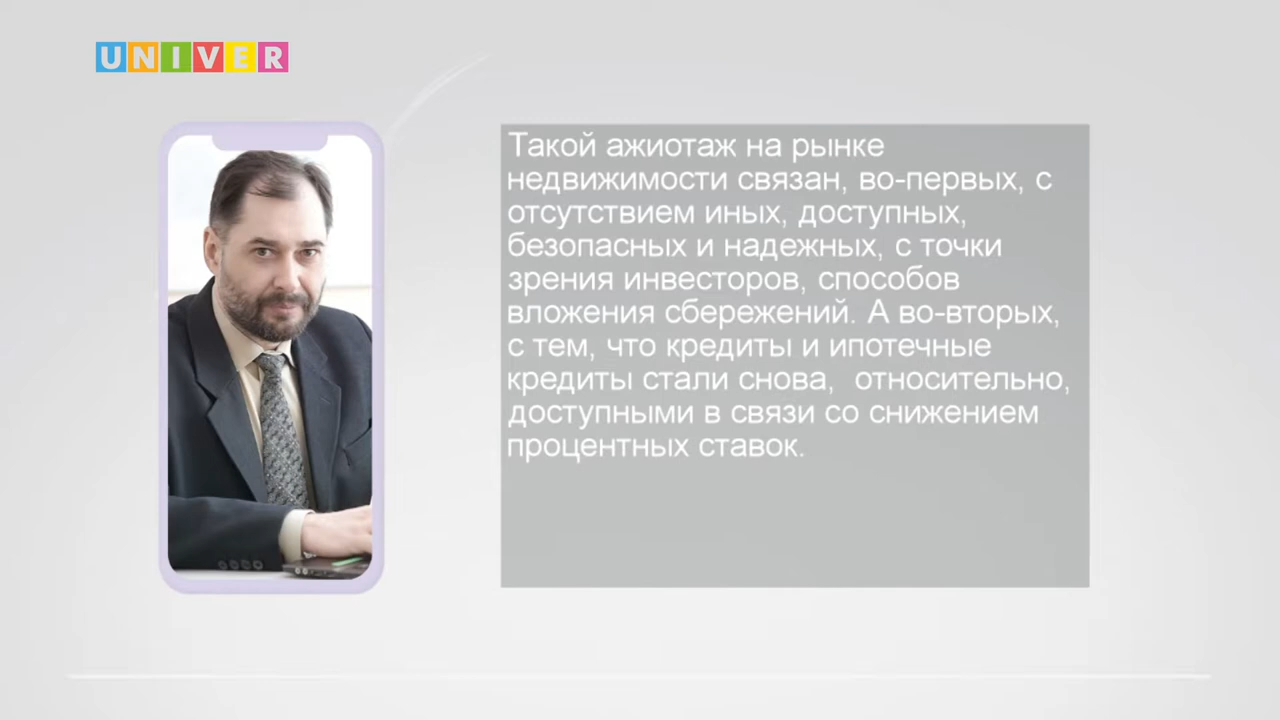 UNIVER
Такой ажиотаж на рынке
недвижимости связан, во-первых, с
отсутствием иных, доступных,
безопасных и надежных, с точки
зрения инвесторов, способов
вложения сбережений. А во-вторых,
с тем, что кредиты и ипотечные
кредиты стали снова,  относительно,
доступными в связи со снижением
процентных ставок.